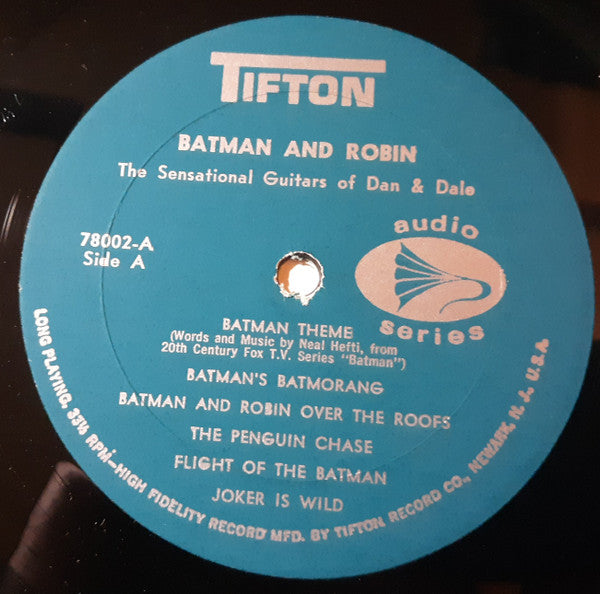 TIFTON
BATMAN AND ROBIN
The Sensational Guitars of Dan & Dale
78002-A
Side A
audio
series
BATMAN THEME
(Words and Music by Neal Hefti, from
20th Century Fox T.V. Series "Batman")
BATMAN'S BATMORANG
BATMAN AND ROBIN OVER THE ROOFS
THE PENGUIN CHASE
FLIGHT OF THE BATMAN
JOKER IS WILD
LONG PLAYING, 33⅓ RPM—HIGH FIDELITY RECORD MFD. BY TIFTON RECORD CO., NEWARK, N. J., U.S.A.